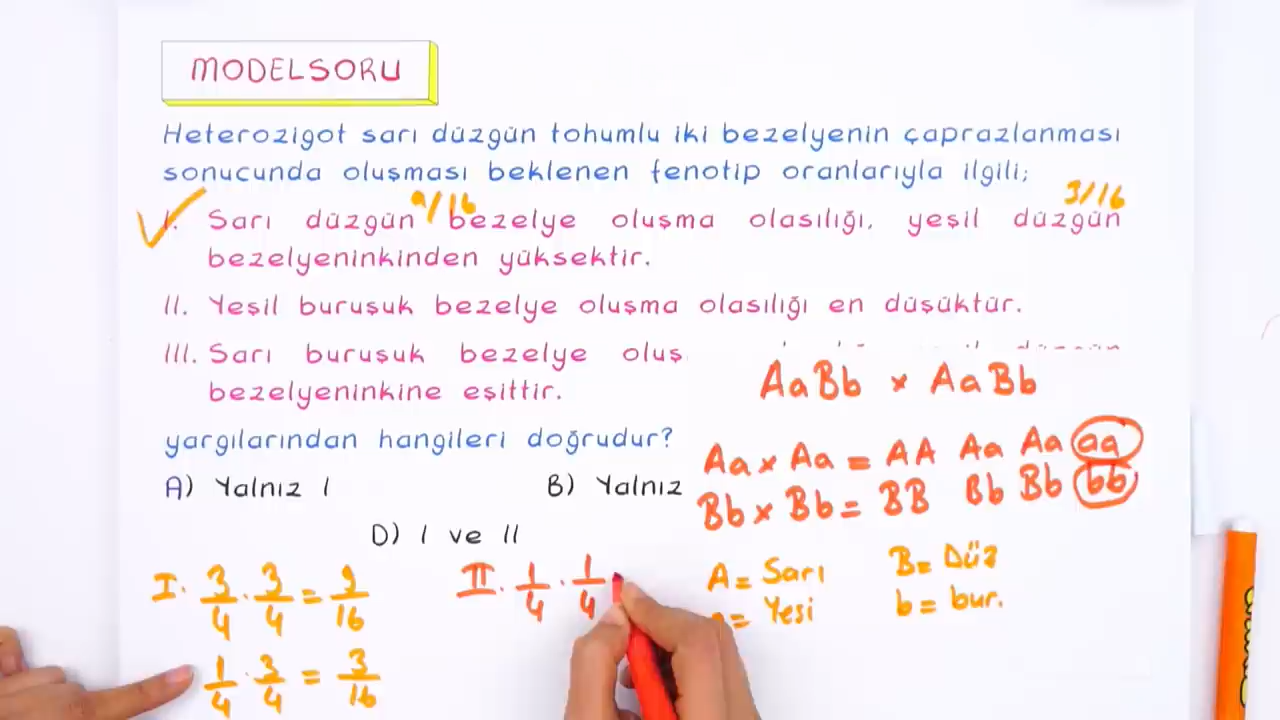 MODEL SORU
Heterozigot sarı düzgün tohumlu iki bezelyenin çaprazlanması
sonucunda oluşması beklenen fenotip oranlarıyla ilgili;
9/16 3/16
I. Sarı düzgün bezelye oluşma olasılığı, yeşil düzgün
bezelyeninkinden yüksektir.
II. Yeşil buruşuk bezelye oluşma olasılığı en düşüktür.
III. Sarı buruşuk bezelye oluş
bezelyeninkine eşittir.
AaBb x AaBb
yargılarından hangileri doğrudur?
Aa x Aa = AA Aa Aa aa
Bb x Bb = BB Bb Bb bb
A) Yalnız I B) Yalnız
D) I ve II
A = Sarı B = Düz
= Yeşi b = bur.
I. 3/4 . 3/4 = 9/16
II. 1/4 . 1/4
1/4 . 3/4 = 3/16